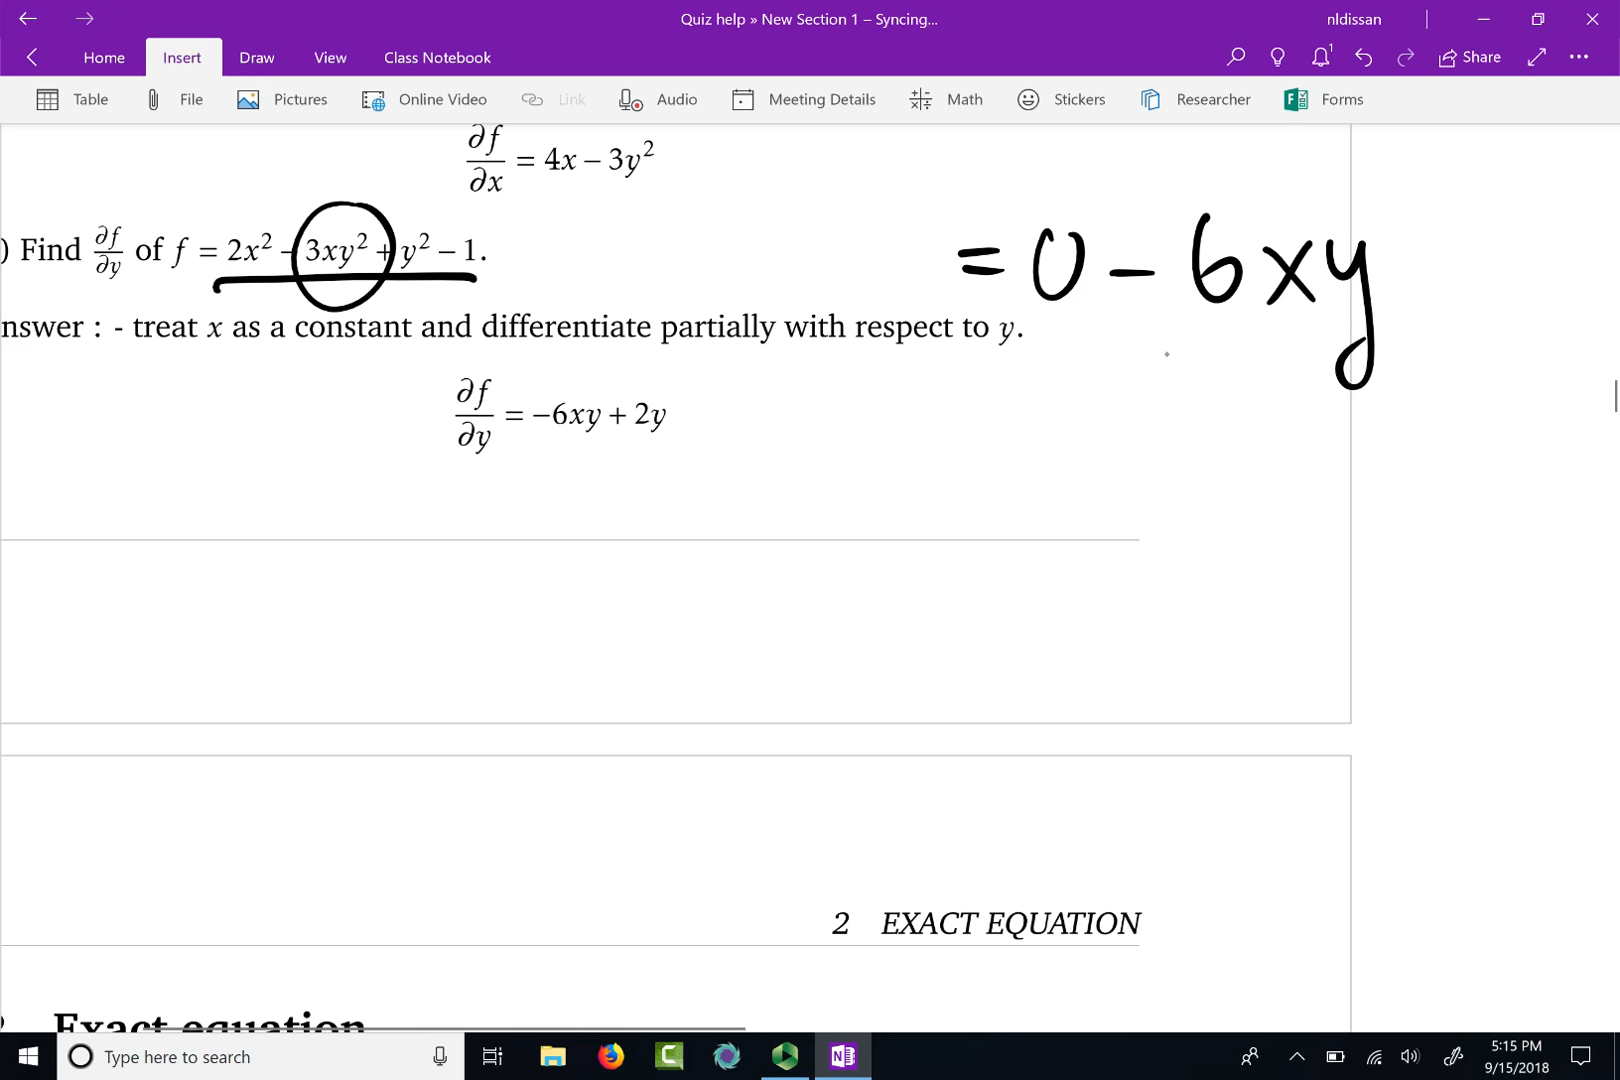 Quiz help » New Section 1 – Syncing...
nldissan
Home Insert Draw View Class Notebook
1
Share
Table File Pictures Online Video Link Audio Meeting Details Math Stickers Researcher Forms
∂f/∂x = 4x − 3y²
) Find ∂f/∂y of f = 2x² − 3xy² + y² − 1.
= 0 − 6xy
nswer : - treat x as a constant and differentiate partially with respect to y.
∂f/∂y = −6xy + 2y
2 EXACT EQUATION
Exact equation
Type here to search
5:15 PM
9/15/2018